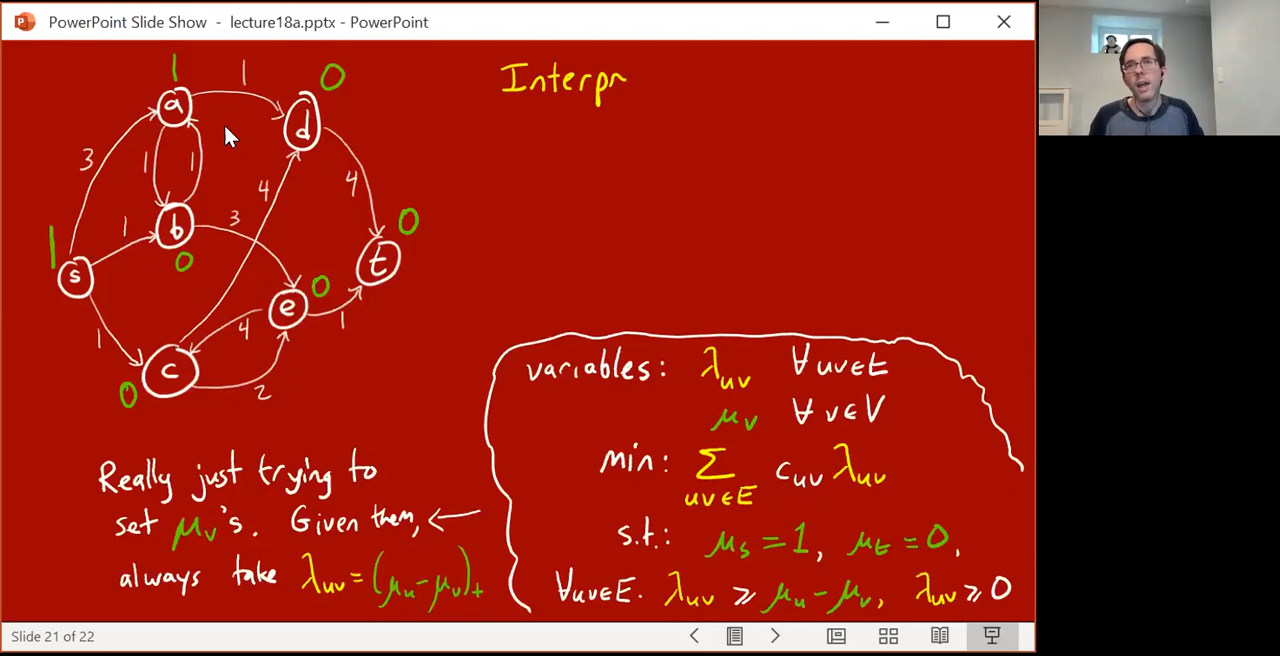 PowerPoint Slide Show - lecture18a.pptx - PowerPoint
Interpr
1
1
0
a
d
3
1
1
4
4
1
b
3
0
1
s
0
t
0
e
1
4
1
c
0
2
Really just trying to
set μv's. Given them, ←
always take λuv = (μu - μv)+
variables: λuv ∀uv∈E
μv ∀ v∈V
min: Σuv∈E cuv λuv
s.t.: μs = 1, μt = 0,
∀uv∈E. λuv ≥ μu - μv, λuv ≥ 0
Slide 21 of 22